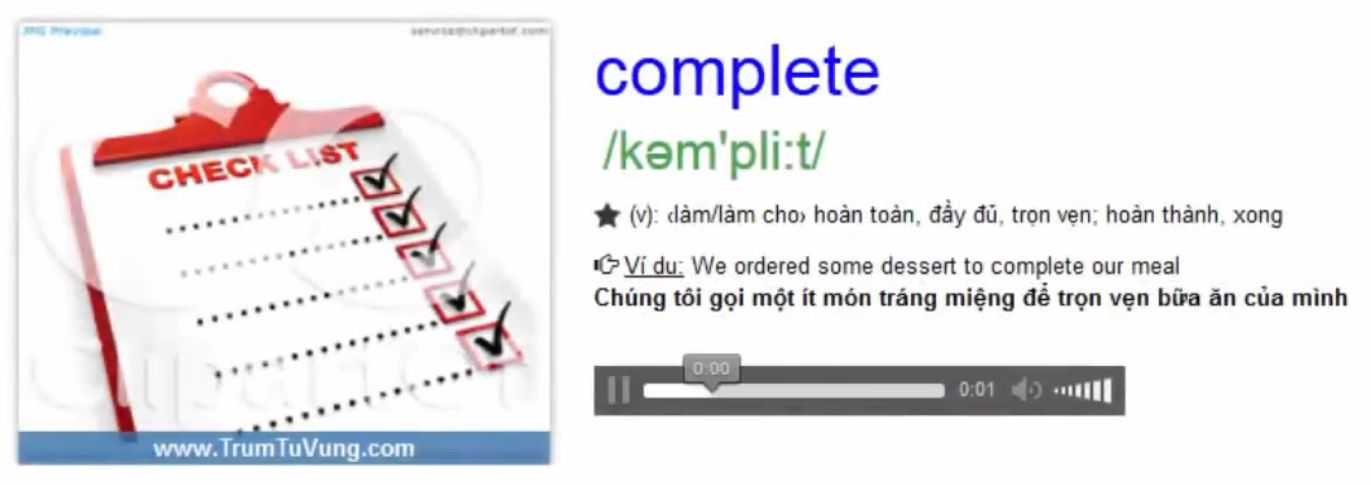 JPG Preview
service@clipartof.com
CHECK LIST
ClipartOf
www.TrumTuVung.com
complete
/kəm'pli:t/
★ (v): ‹làm/làm cho› hoàn toàn, đầy đủ, trọn vẹn; hoàn thành, xong
Ví dụ: We ordered some dessert to complete our meal
Chúng tôi gọi một ít món tráng miệng để trọn vẹn bữa ăn của mình
0:00
0:01